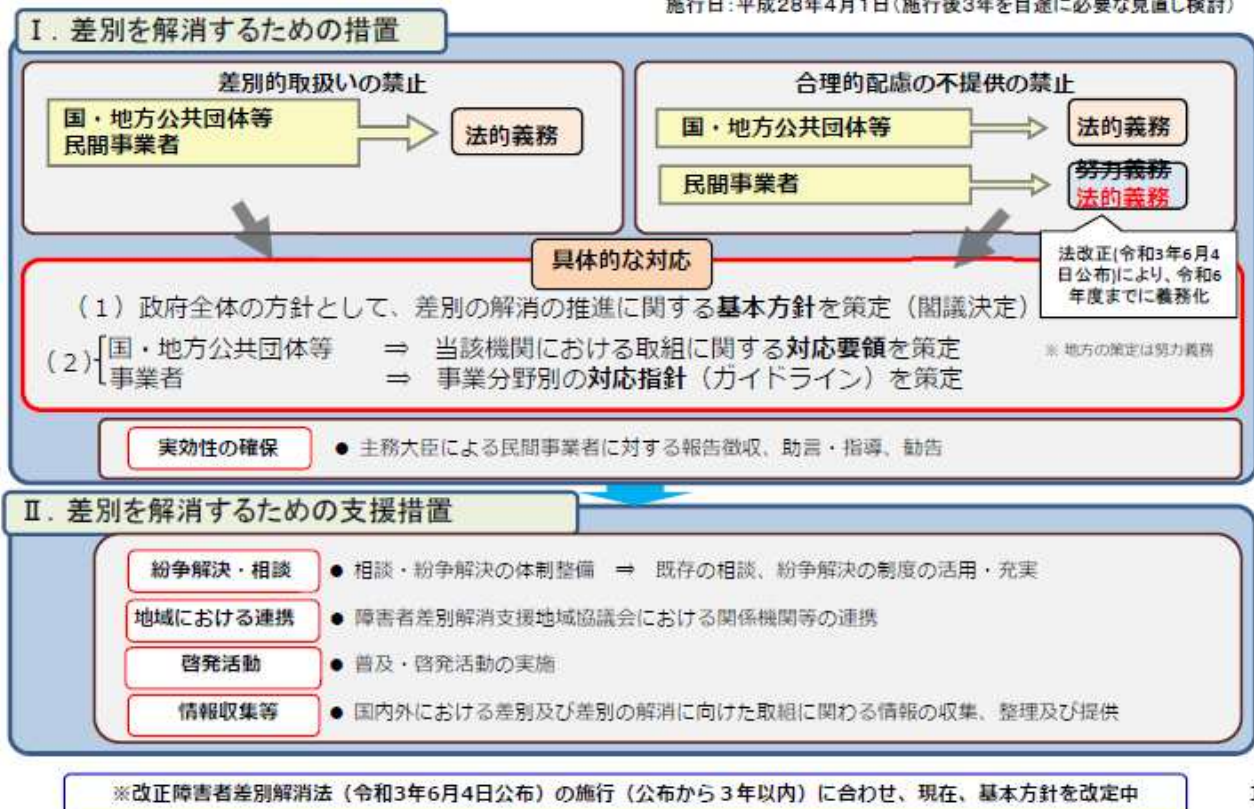 施行日:平成28年4月1日(施行後3年を目途に必要な見直し検討)
Ⅰ. 差別を解消するための措置
差別的取扱いの禁止
国・地方公共団体等
民間事業者
法的義務
合理的配慮の不提供の禁止
国・地方公共団体等
法的義務
民間事業者
努力義務
法的義務
法改正(令和3年6月4
日公布)により、令和6
年度までに義務化
具体的な対応
(1)政府全体の方針として、差別の解消の推進に関する基本方針を策定(閣議決定)
(2)
国・地方公共団体等 ⇒ 当該機関における取組に関する対応要領を策定
※ 地方の策定は努力義務
事業者 ⇒ 事業分野別の対応指針(ガイドライン)を策定
実効性の確保
● 主務大臣による民間事業者に対する報告徴収、助言・指導、勧告
Ⅱ. 差別を解消するための支援措置
紛争解決・相談
● 相談・紛争解決の体制整備 ⇒ 既存の相談、紛争解決の制度の活用・充実
地域における連携
● 障害者差別解消支援地域協議会における関係機関等の連携
啓発活動
● 普及・啓発活動の実施
情報収集等
● 国内外における差別及び差別の解消に向けた取組に関わる情報の収集、整理及び提供
※改正障害者差別解消法(令和3年6月4日公布)の施行(公布から3年以内)に合わせ、現在、基本方針を改定中